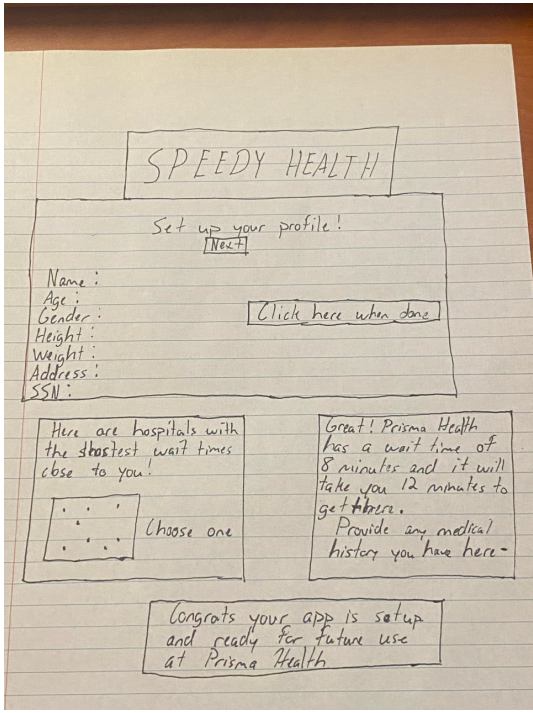 SPEEDY HEALTH
Set up your profile!
Next
Name:
Age:
Gender:
Height:
Weight:
Address:
SSN:
Click here when done
Here are hospitals with
the shostest wait times
close to you!
Choose one
Great! Prisma Health
has a wait time of
8 minutes and it will
take you 12 minutes to
get there.
Provide any medical
history you have here-
Congrats your app is setup
and ready for future use
at Prisma Health